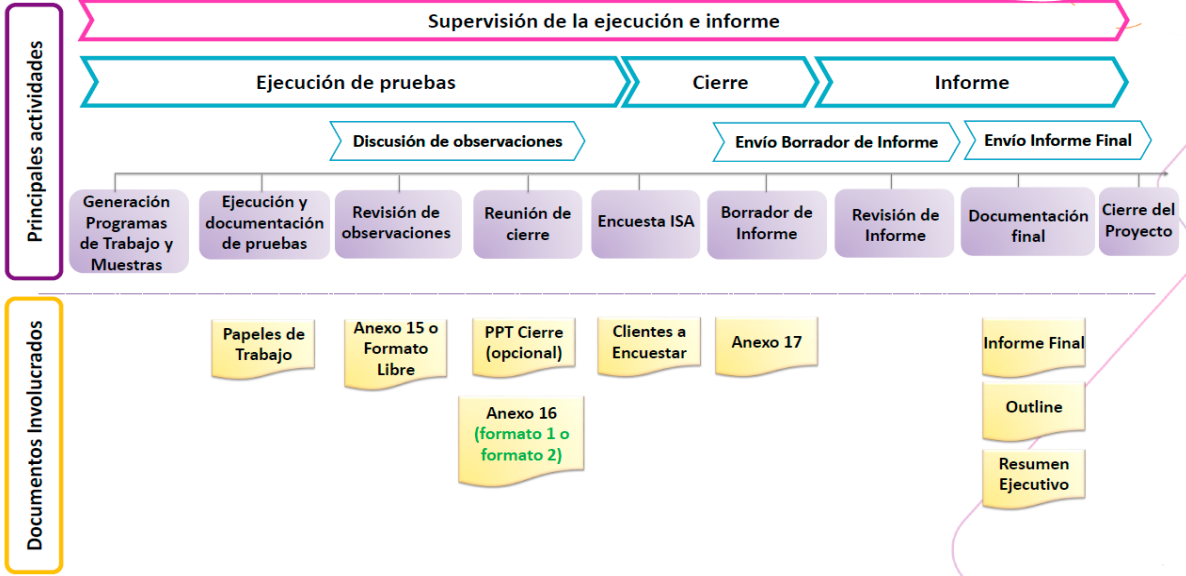 Principales actividades
Supervisión de la ejecución e informe
Ejecución de pruebas
Cierre
Informe
Discusión de observaciones
Envío Borrador de Informe
Envío Informe Final
Generación
Programas
de Trabajo y
Muestras
Ejecución y
documentación
de pruebas
Revisión de
observaciones
Reunión de
cierre
Encuesta ISA
Borrador de
Informe
Revisión de
Informe
Documentación
final
Cierre del
Proyecto
Documentos Involucrados
Papeles de
Trabajo
Anexo 15 o
Formato
Libre
PPT Cierre
(opcional)
Anexo 16
(formato 1 o
formato 2)
Clientes a
Encuestar
Anexo 17
Informe Final
Outline
Resumen
Ejecutivo